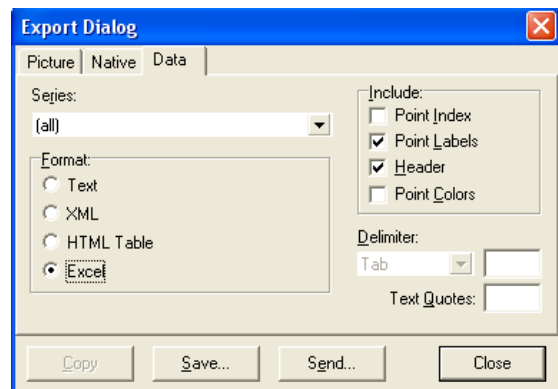 Export Dialog
Picture Native Data
Series:
(all)
Format:
Text
XML
HTML Table
Excel
Include:
Point Index
Point Labels
Header
Point Colors
Delimiter:
Tab
Text Quotes:
Copy Save... Send... Close